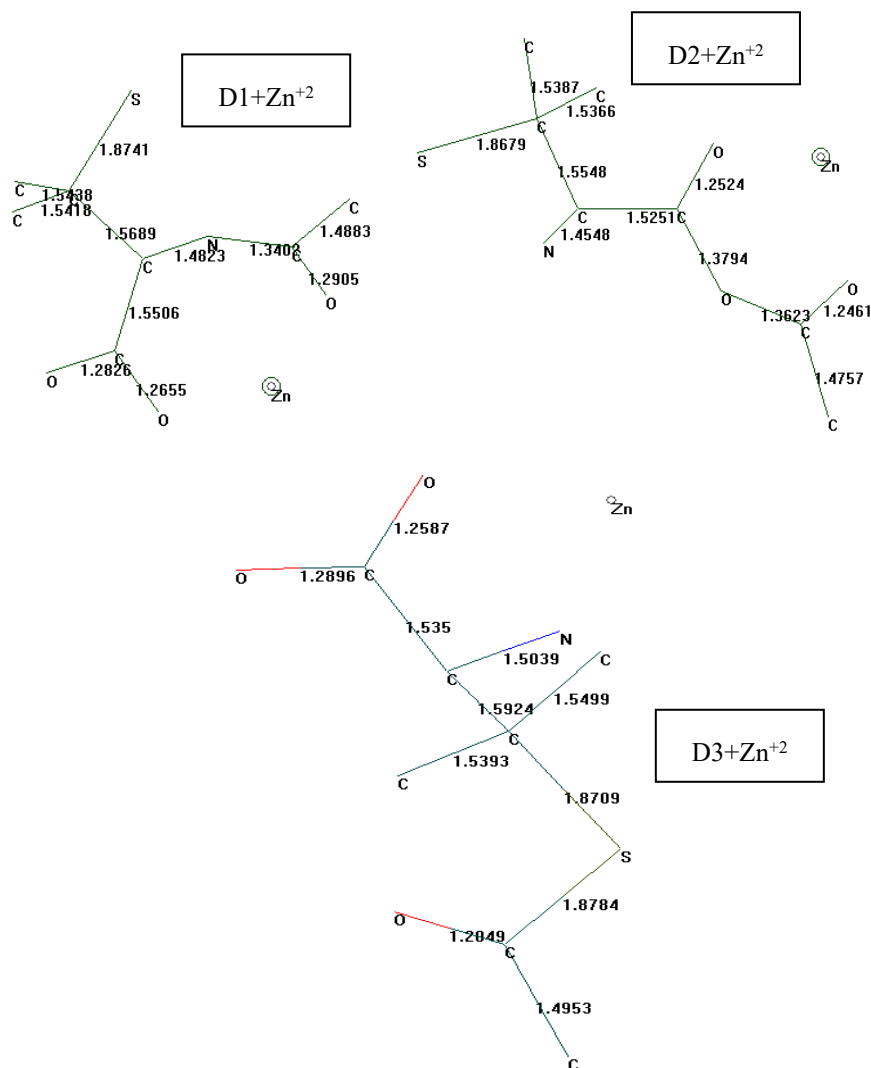 D1+Zn+2
S
1.8741
C
1.5438
C
1.5418
C
1.5689
C
1.4823
N
1.3402
C
1.4883
C
1.2905
O
1.5506
C
1.2826
O
1.2655
O
Zn
D2+Zn+2
C
1.5387
C
1.5366
C
S
1.8679
1.5548
C
1.4548
N
1.5251
C
1.2524
O
Zn
1.3794
O
1.3623
C
1.2461
O
1.4757
C
O
1.2587
Zn
O
1.2896
C
1.535
C
1.5039
N
C
1.5924
1.5499
C
1.5393
C
D3+Zn+2
1.8709
S
1.8784
O
C
1.4953
C